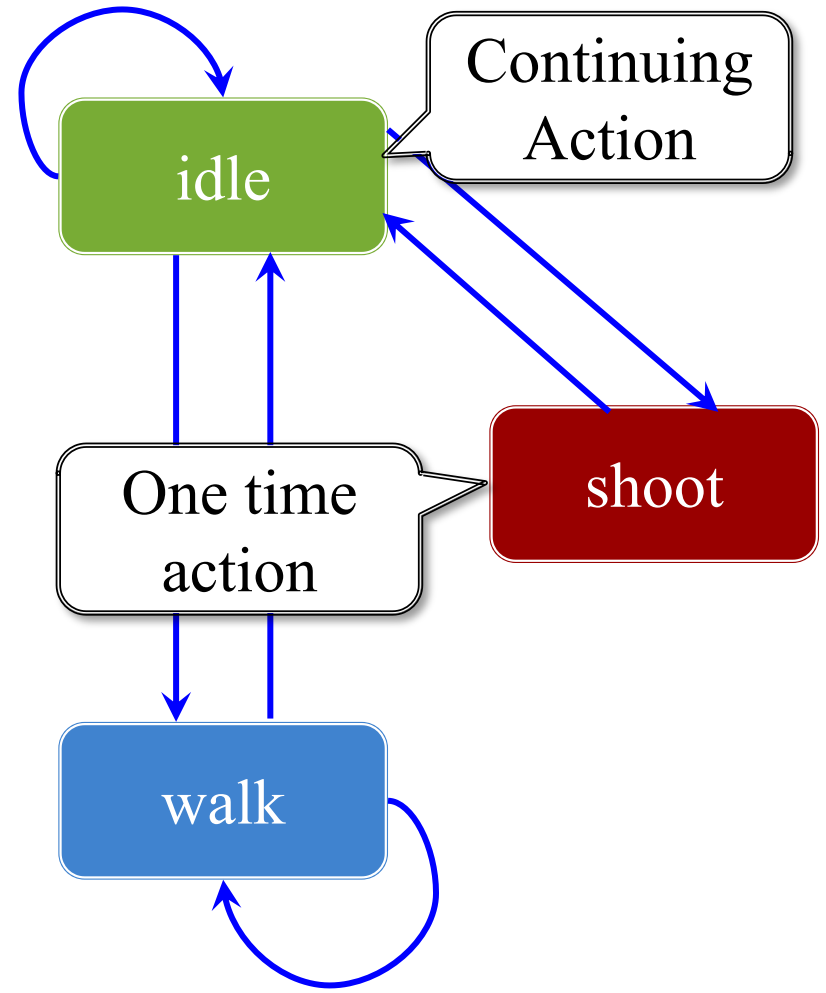 Continuing
Action
idle
One time
action
shoot
walk